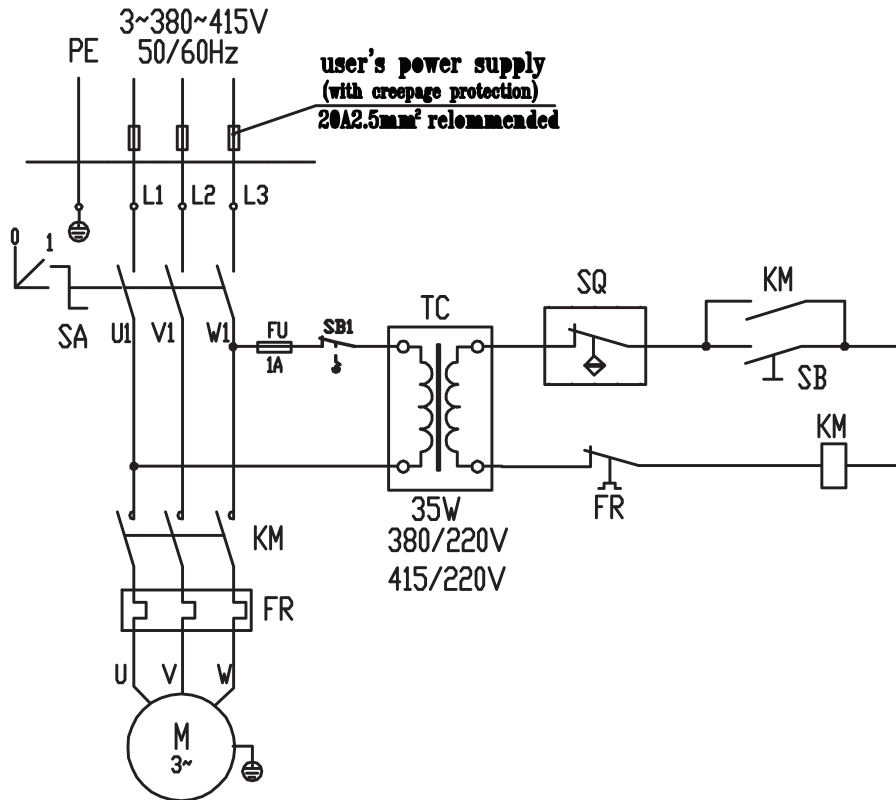 3~380~415V
PE 50/60Hz
user's power supply
(with creepage protection)
20A2.5mm² relommended
L1 L2 L3
0 1
SA U1 V1 W1
FU SB1
1A
TC
SQ
KM
SB
KM
FR
35W
380/220V
415/220V
KM
FR
U V W
M
3~